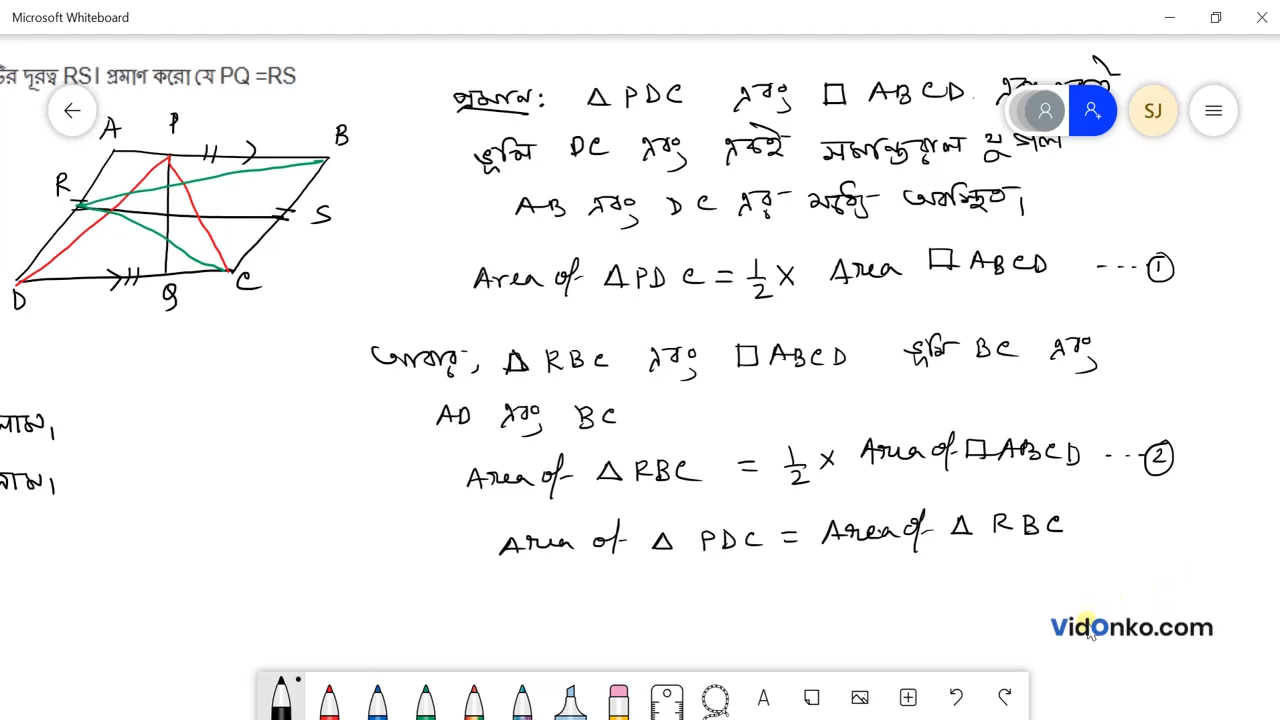 Microsoft Whiteboard
টির দূরত্ব RS। প্রমাণ করো যে PQ =RS
প্রমান: △ PDC এবং □ ABCD.
ভূমি DC এবং একই সমান্তরাল যুগল
AB এবং DC এর মধ্যে অবস্থিত।
Area of △PDC = 1/2 × Area □ ABCD ----①
আবার, △ RBC এবং □ABCD ভূমি BC এবং
AD এবং BC
Area of △ RBC = 1/2 × Area of □ABCD ----②
Area of △ PDC = Area of △ RBC
A P B
R S
D Q C
লাম।
লাম।
SJ
VidOnko.com
A